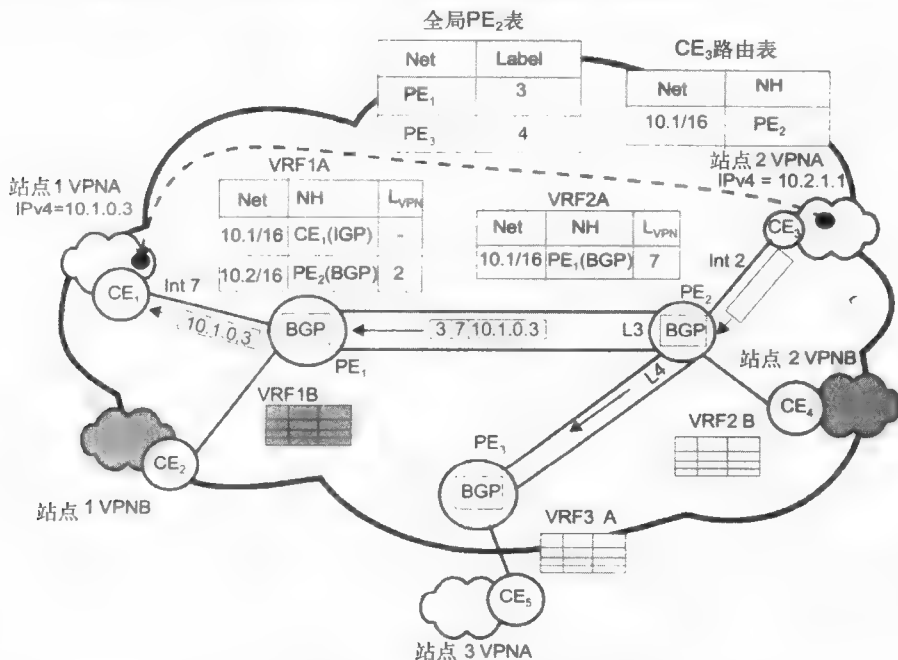 全局PE₂表
Net Label
PE₁ 3
PE₃ 4
CE₃路由表
Net NH
10.1/16 PE₂
站点 2 VPNA
IPv4 = 10.2.1.1
站点 1 VPNA
IPv4=10.1.0.3
VRF1A
Net NH L_VPN
10.1/16 CE₁(IGP) -
10.2/16 PE₂(BGP) 2
VRF2A
Net NH L_VPN
10.1/16 PE₁(BGP) 7
CE₃
Int 2
CE₁
Int 7
10.1.0.3
BGP
PE₁
3 7 10.1.0.3
L3
PE₂
BGP
L4
站点 2 VPNB
CE₄
VRF1B
VRF2 B
CE₂
站点 1 VPNB
PE₃
BGP
VRF3 A
CE₅
站点 3 VPNA